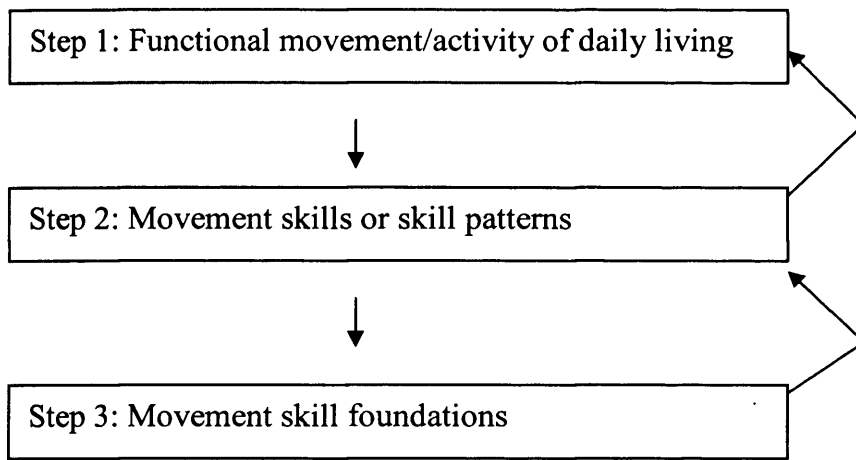 Step 1: Functional movement/activity of daily living
Step 2: Movement skills or skill patterns
Step 3: Movement skill foundations